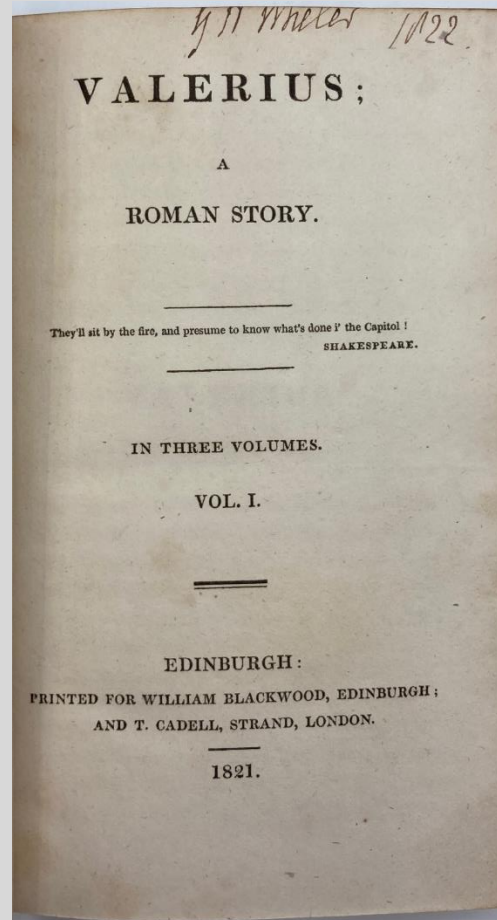 Wheler 1822.
VALERIUS;
A
ROMAN STORY.
They'll sit by the fire, and presume to know what's done i' the Capitol !
SHAKESPEARE.
IN THREE VOLUMES.
VOL. I.
EDINBURGH:
PRINTED FOR WILLIAM BLACKWOOD, EDINBURGH;
AND T. CADELL, STRAND, LONDON.
1821.